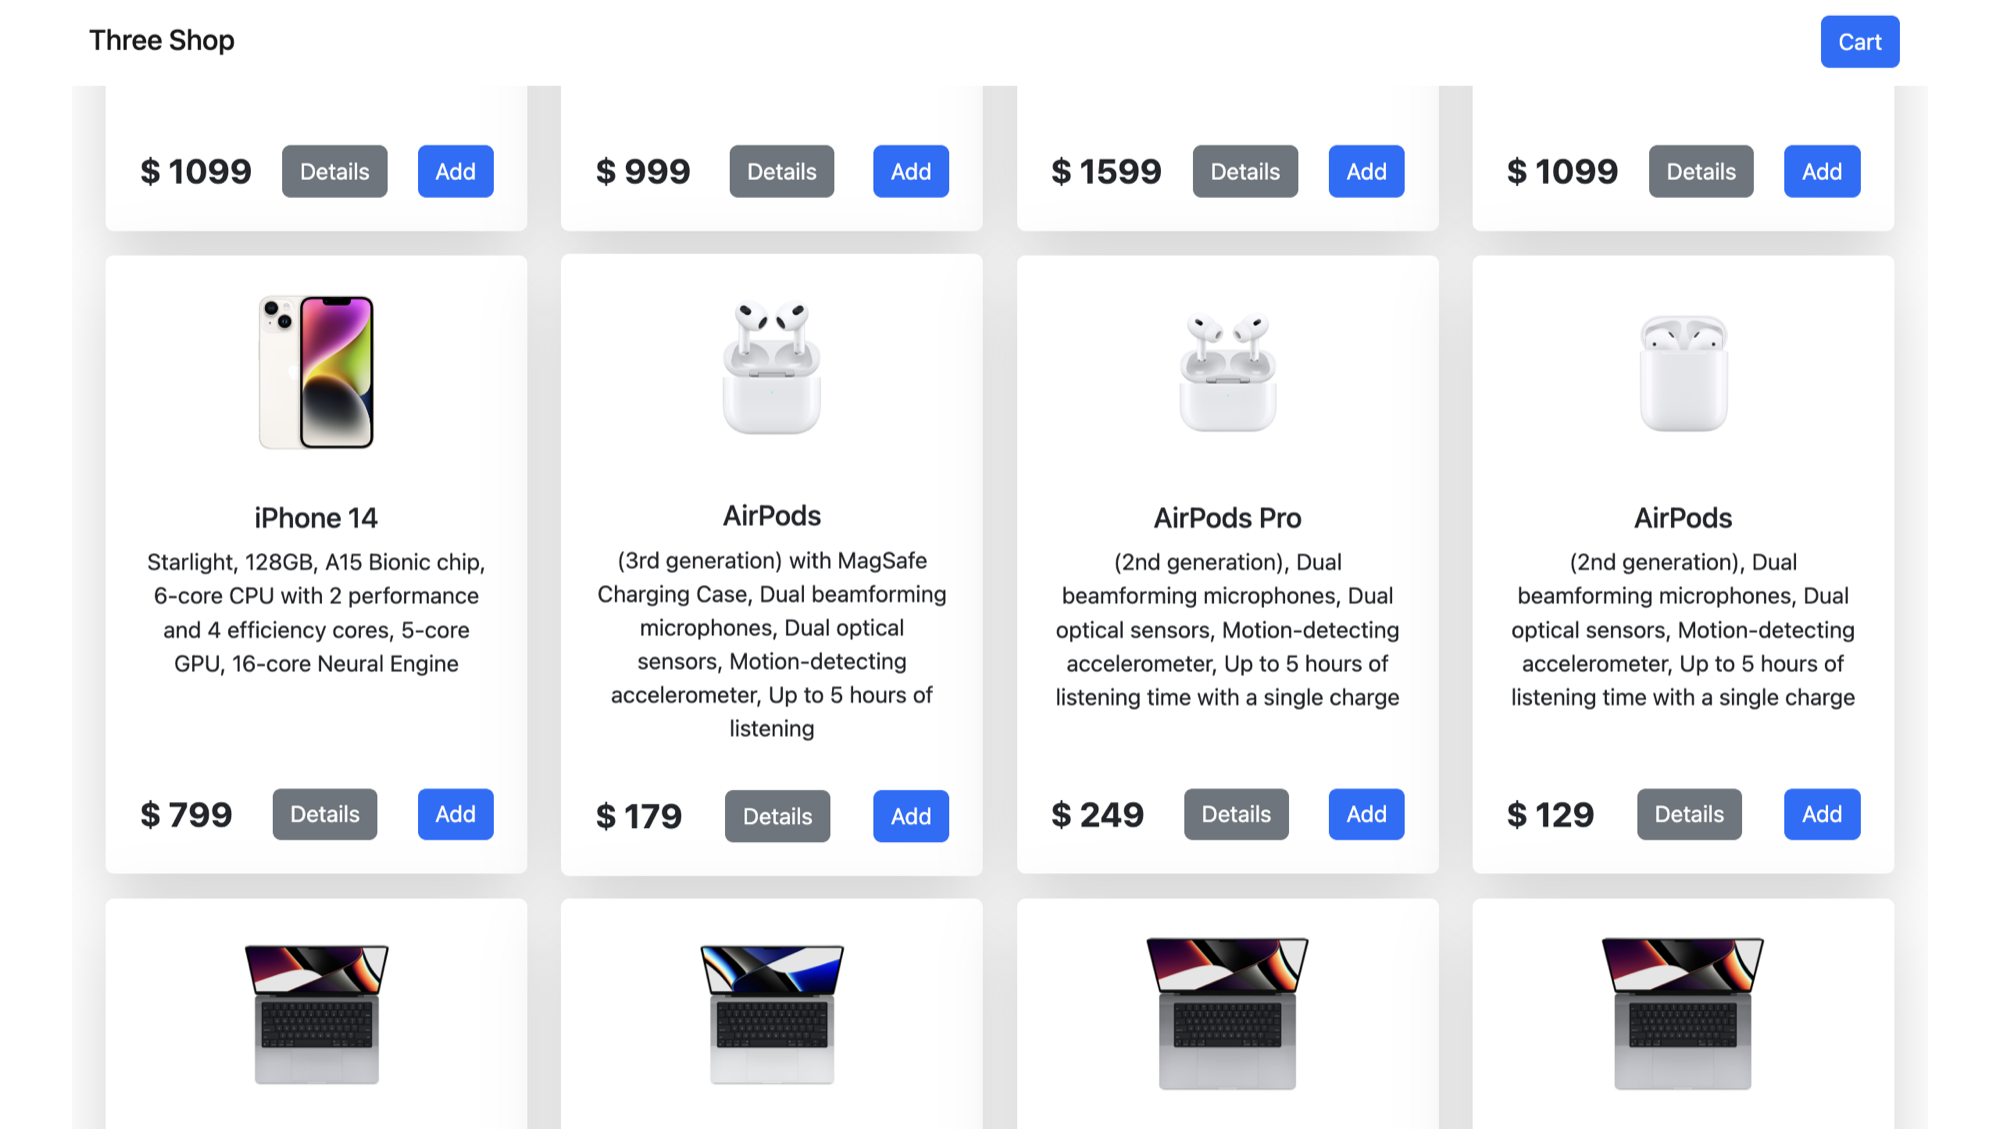 Three Shop
Cart
$ 1099 Details Add
$ 999 Details Add
$ 1599 Details Add
$ 1099 Details Add
iPhone 14
Starlight, 128GB, A15 Bionic chip,
6-core CPU with 2 performance
and 4 efficiency cores, 5-core
GPU, 16-core Neural Engine
$ 799 Details Add
AirPods
(3rd generation) with MagSafe
Charging Case, Dual beamforming
microphones, Dual optical
sensors, Motion-detecting
accelerometer, Up to 5 hours of
listening
$ 179 Details Add
AirPods Pro
(2nd generation), Dual
beamforming microphones, Dual
optical sensors, Motion-detecting
accelerometer, Up to 5 hours of
listening time with a single charge
$ 249 Details Add
AirPods
(2nd generation), Dual
beamforming microphones, Dual
optical sensors, Motion-detecting
accelerometer, Up to 5 hours of
listening time with a single charge
$ 129 Details Add